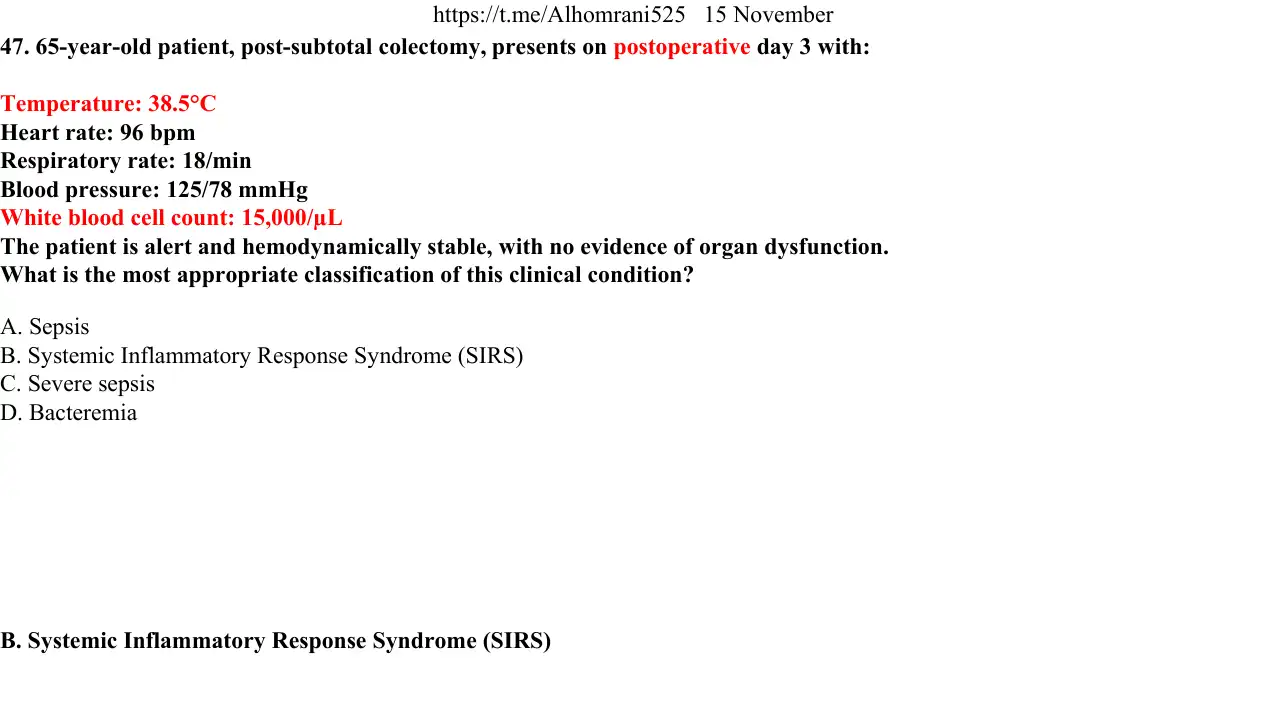 https://t.me/Alhomrani525 15 November
47. 65-year-old patient, post-subtotal colectomy, presents on postoperative day 3 with:
Temperature: 38.5°C
Heart rate: 96 bpm
Respiratory rate: 18/min
Blood pressure: 125/78 mmHg
White blood cell count: 15,000/µL
The patient is alert and hemodynamically stable, with no evidence of organ dysfunction.
What is the most appropriate classification of this clinical condition?
A. Sepsis
B. Systemic Inflammatory Response Syndrome (SIRS)
C. Severe sepsis
D. Bacteremia
B. Systemic Inflammatory Response Syndrome (SIRS)